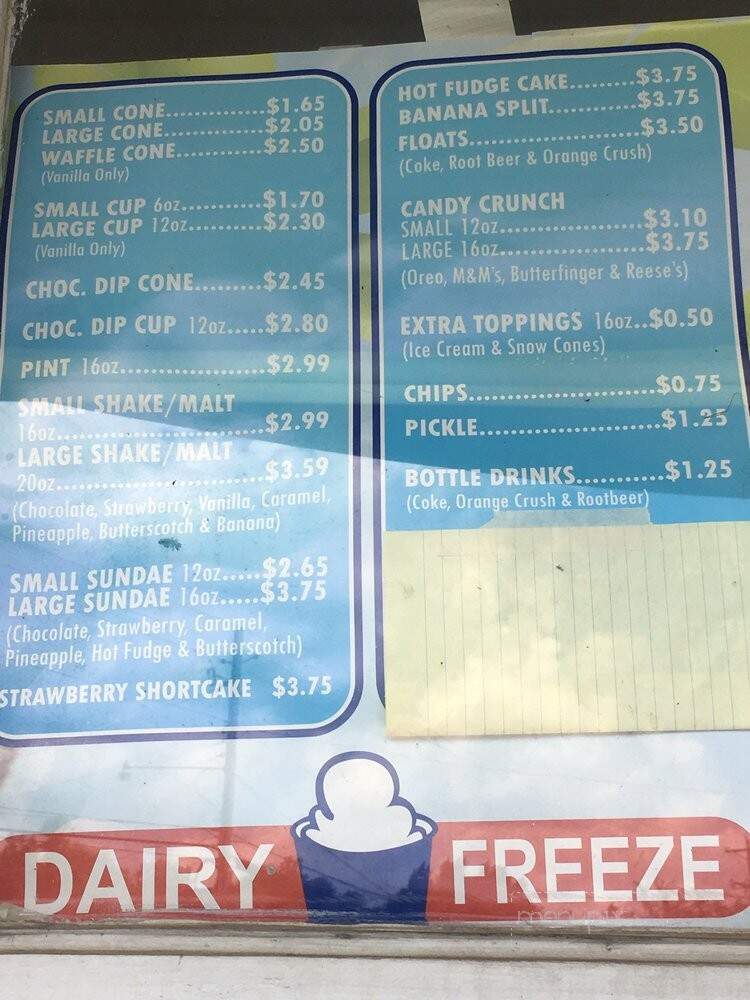 SMALL CONE..............$1.65
LARGE CONE..............$2.05
WAFFLE CONE............$2.50
(Vanilla Only)
SMALL CUP 6oz...........$1.70
LARGE CUP 12oz..........$2.30
(Vanilla Only)
CHOC. DIP CONE.........$2.45
CHOC. DIP CUP 12oz.....$2.80
PINT 16oz....................$2.99
SMALL SHAKE/MALT
16oz...........................$2.99
LARGE SHAKE/MALT
20oz...........................$3.59
(Chocolate, Strawberry, Vanilla, Caramel,
Pineapple, Butterscotch & Banana)
SMALL SUNDAE 12oz.....$2.65
LARGE SUNDAE 16oz.....$3.75
(Chocolate, Strawberry, Caramel,
Pineapple, Hot Fudge & Butterscotch)
STRAWBERRY SHORTCAKE $3.75
HOT FUDGE CAKE.........$3.75
BANANA SPLIT............$3.75
FLOATS.......................$3.50
(Coke, Root Beer & Orange Crush)
CANDY CRUNCH
SMALL 12oz...................$3.10
LARGE 16oz...................$3.75
(Oreo, M&M's, Butterfinger & Reese's)
EXTRA TOPPINGS 16oz..$0.50
(Ice Cream & Snow Cones)
CHIPS.........................$0.75
PICKLE........................$1.25
BOTTLE DRINKS............$1.25
(Coke, Orange Crush & Rootbeer)
DAIRY FREEZE